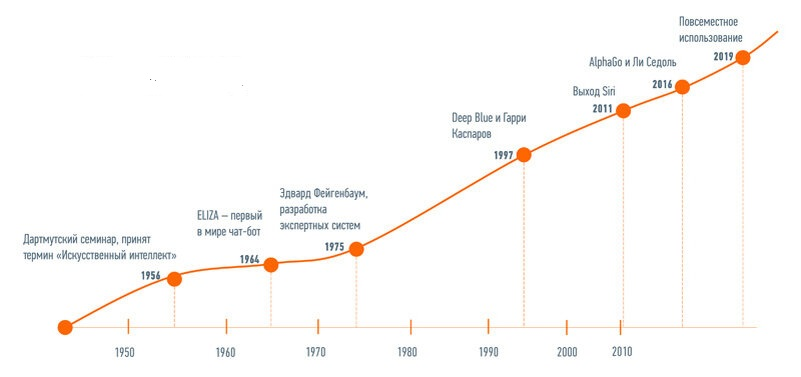 Повсеместное
использование
2019
AlphaGo и Ли Седоль
2016
Выход Siri
2011
Deep Blue и Гарри
Каспаров
1997
Эдвард Фейгенбаум,
разработка
экспертных систем
1975
ELIZA – первый
в мире чат-бот
1964
Дартмутский семинар, принят
термин «Искусственный интеллект»
1956
1950
1960
1970
1980
1990
2000
2010